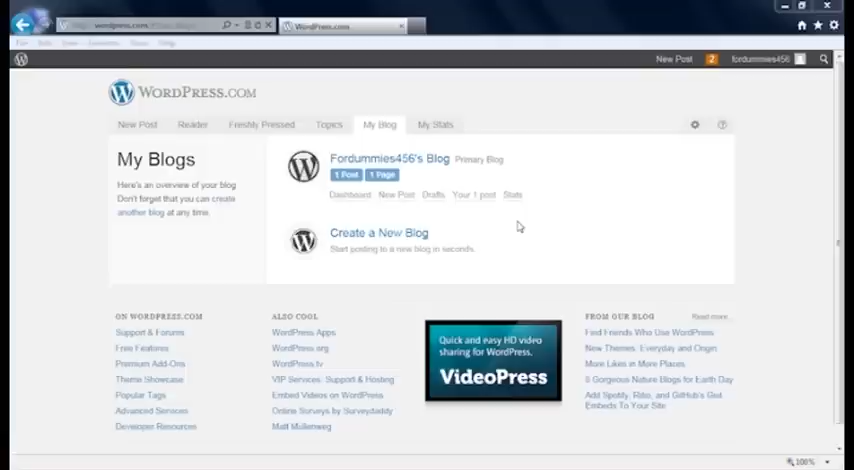 WordPress.com
New Post 2 fordummies456
WORDPRESS.COM
New Post Reader Freshly Pressed Topics My Blog My Stats
My Blogs
Here's an overview of your blog
Don't forget that you can create
another blog at any time.
Fordummies456's Blog Primary Blog
1 Post 1 Page
Dashboard New Post Drafts Your 1 post Stats
Create a New Blog
Start posting to a new blog in seconds.
ON WORDPRESS.COM
Support & Forums
Free Features
Premium Add-Ons
Theme Showcase
Popular Tags
Advanced Services
Developer Resources
ALSO COOL
WordPress Apps
WordPress.org
WordPress.tv
VIP Services: Support & Hosting
Embed Videos on WordPress
Online Surveys by Surveydaddy
Matt Mullenweg
Quick and easy HD video
sharing for WordPress.
VideoPress
FROM OUR BLOG Read more..
Find Friends Who Use WordPress
New Themes: Everyday and Origin
More Likes in More Places
5 Gorgeous Nature Blogs for Earth Day
Add Spotify, Rdio, and GitHub's Gist
Embeds To Your Site
100%